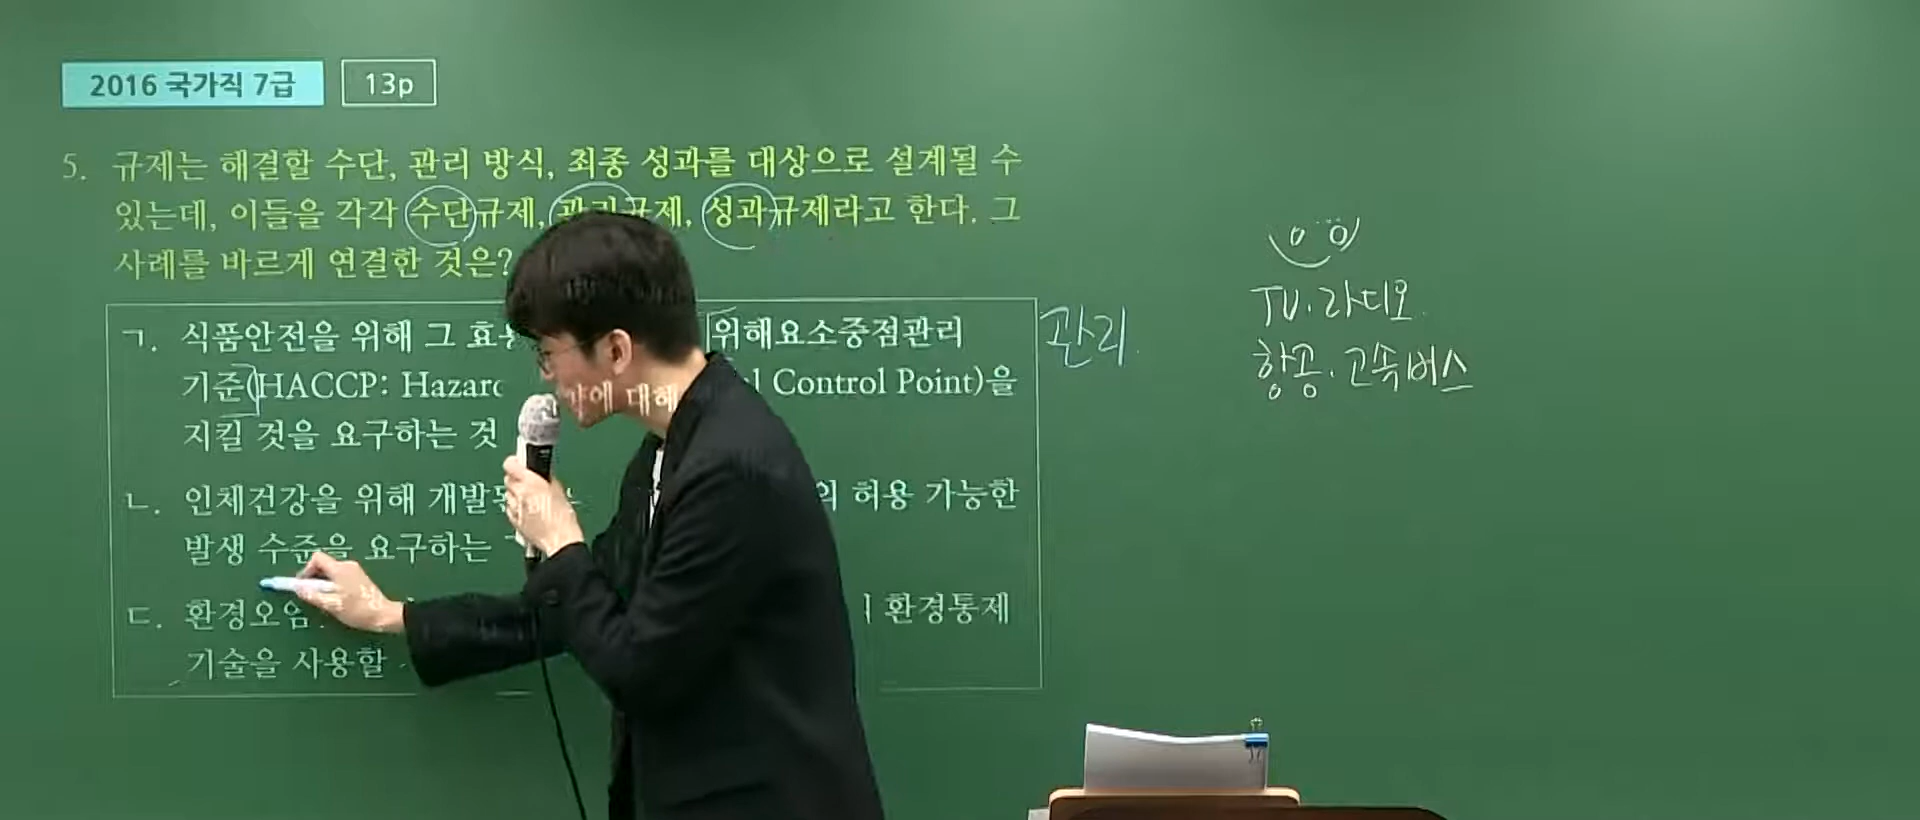 2016 국가직 7급
13p
5. 규제는 해결할 수단, 관리 방식, 최종 성과를 대상으로 설계될 수
있는데, 이들을 각각 수단규제, 관리규제, 성과규제라고 한다. 그
사례를 바르게 연결한 것은?
ㄱ. 식품안전을 위해 그 위해요소중점관리
기준(HACCP: Control Point)을
지킬 것을 요구하는 것
ㄴ. 인체건강을 위해 허용 가능한
발생 수준을 요구하는
ㄷ. 환경오염 환경통제
기술을 사용할
관리
TV. 라디오
항공. 고속버스